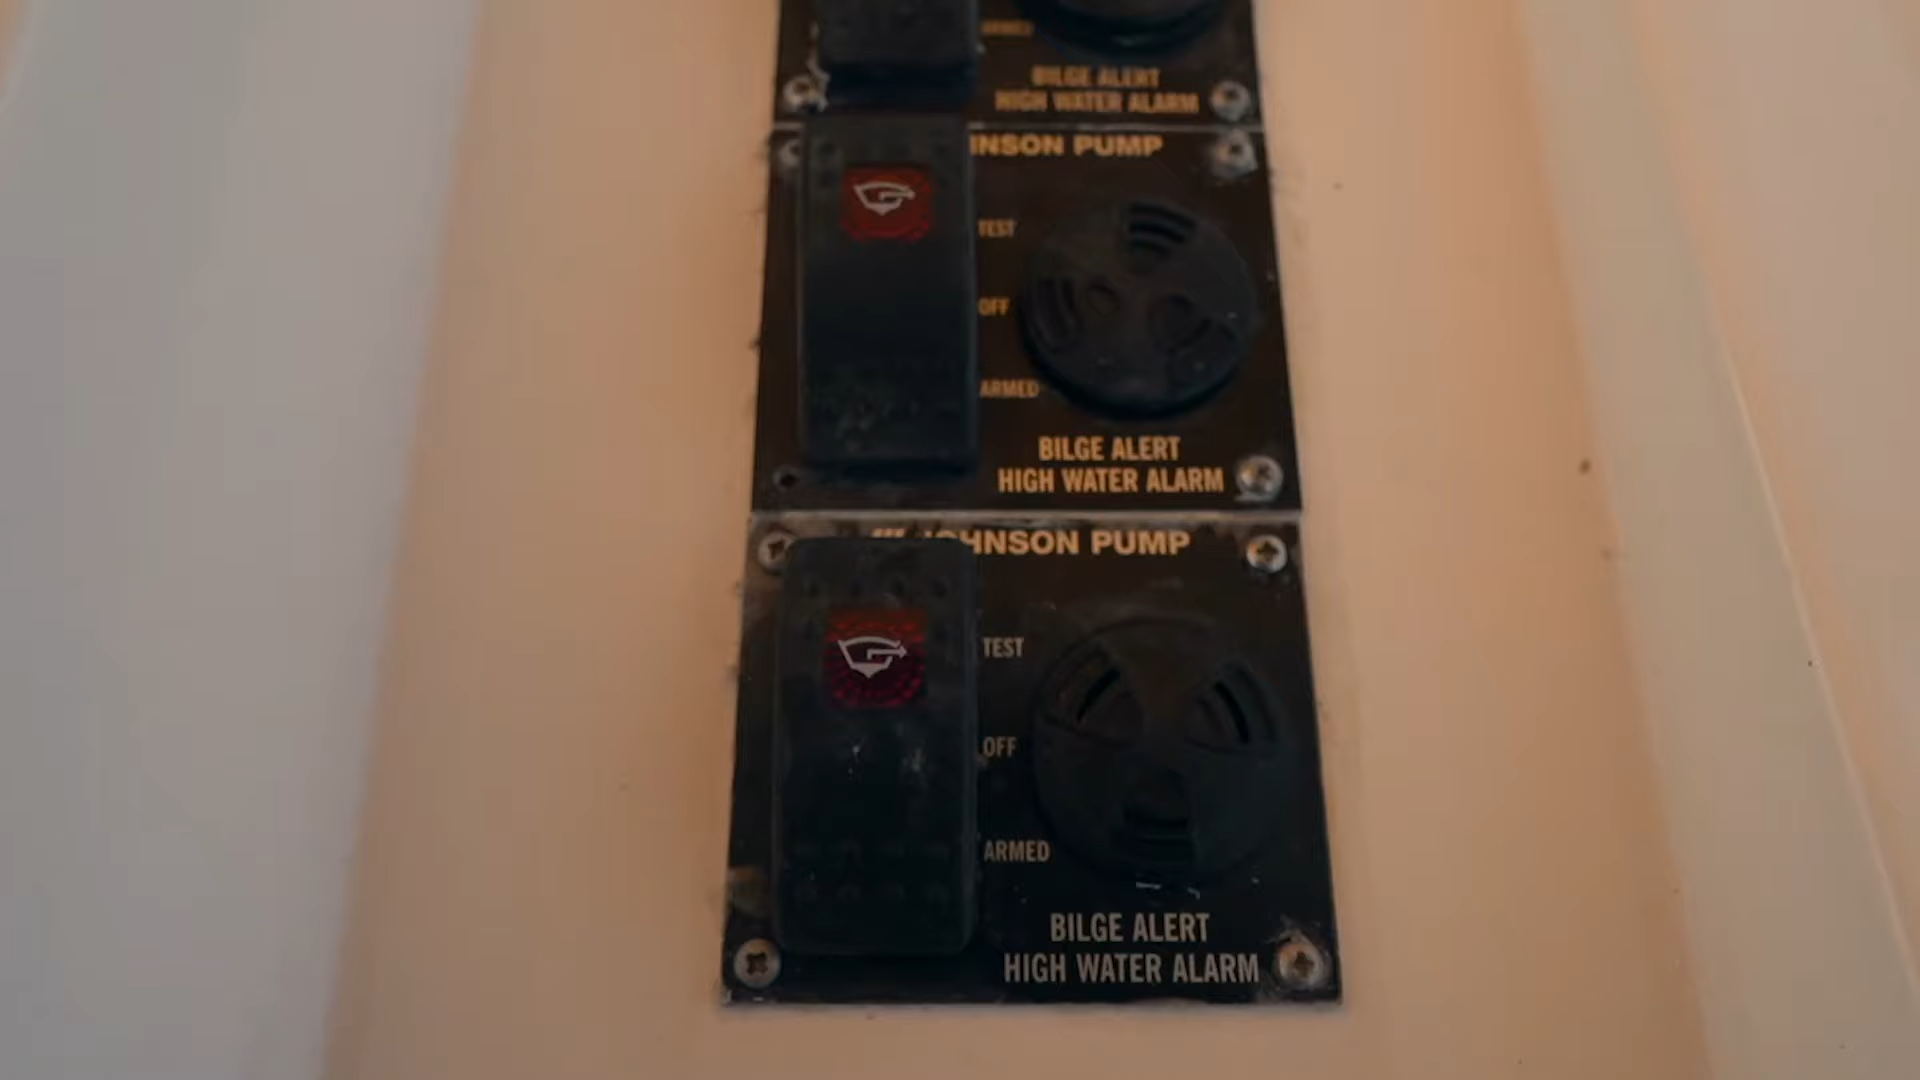 ARMED
BILGE ALERT
HIGH WATER ALARM
NSON PUMP
TEST
OFF
ARMED
BILGE ALERT
HIGH WATER ALARM
JOHNSON PUMP
TEST
OFF
ARMED
BILGE ALERT
HIGH WATER ALARM